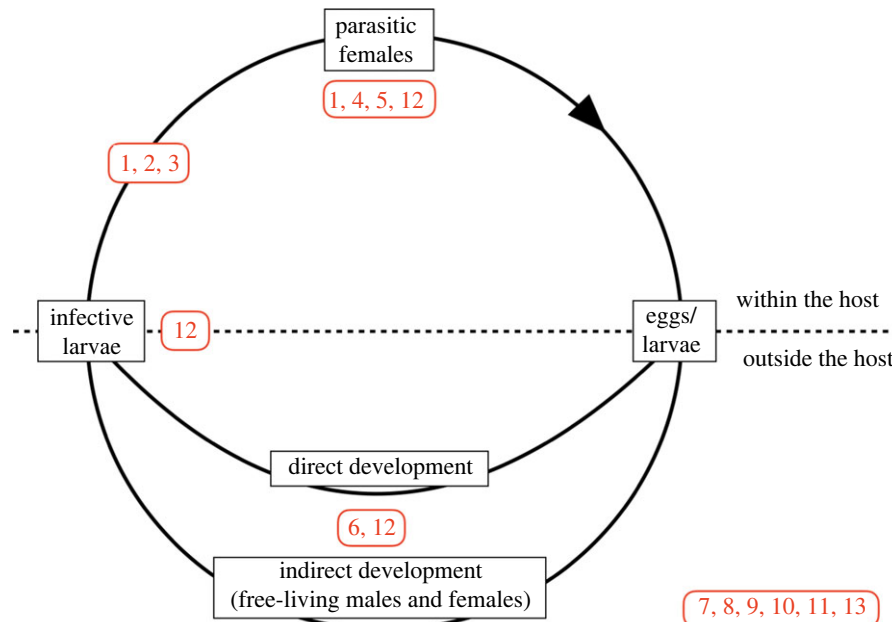 parasitic
females
1, 4, 5, 12
1, 2, 3
infective
larvae
12
eggs/
larvae
within the host
outside the host
direct development
6, 12
indirect development
(free-living males and females)
7, 8, 9, 10, 11, 13